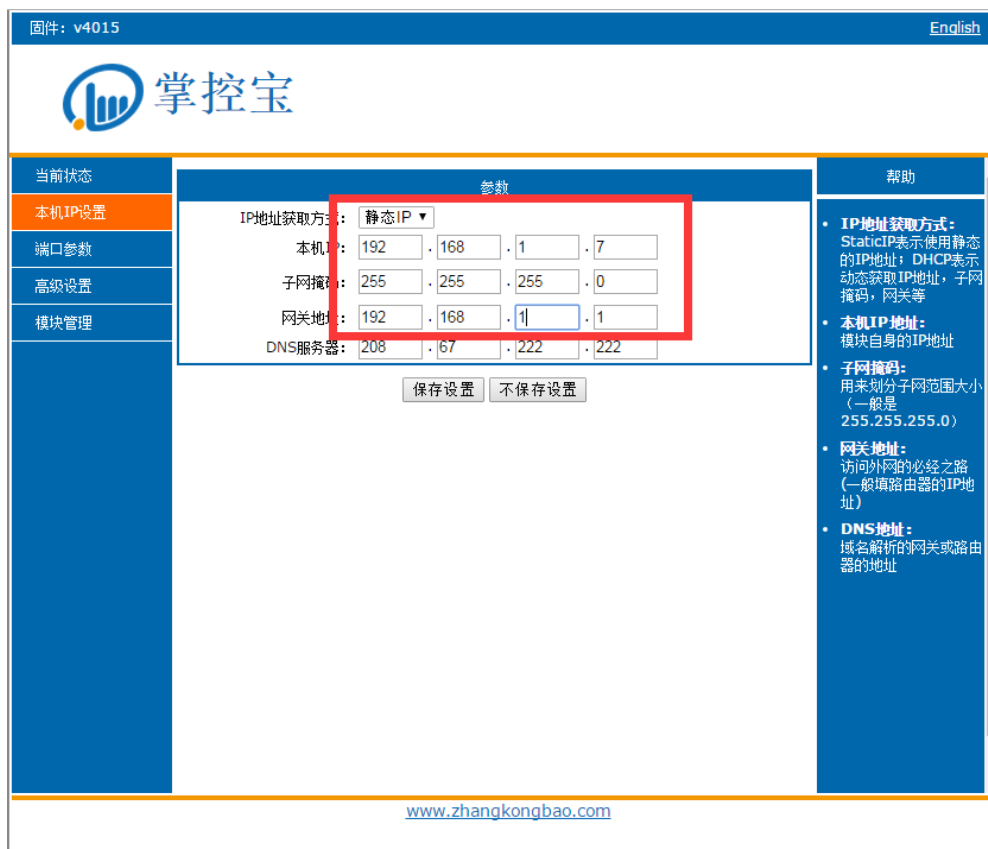 固件：v4015
English
掌控宝
当前状态
本机IP设置
端口参数
高级设置
模块管理
参数
IP地址获取方式： 静态IP
本机IP： 192 . 168 . 1 . 7
子网掩码： 255 . 255 . 255 . 0
网关地址： 192 . 168 . 1 . 1
DNS服务器： 208 . 67 . 222 . 222
保存设置 不保存设置
帮助
• IP地址获取方式：
StaticIP表示使用静态
的IP地址；DHCP表示
动态获取IP地址，子网
掩码，网关等
• 本机IP地址：
模块自身的IP地址
• 子网掩码：
用来划分子网范围大小
（一般是
255.255.255.0）
• 网关地址：
访问外网的必经之路
(一般填路由器的IP地
址)
• DNS地址：
域名解析的网关或路由
器的地址
www.zhangkongbao.com